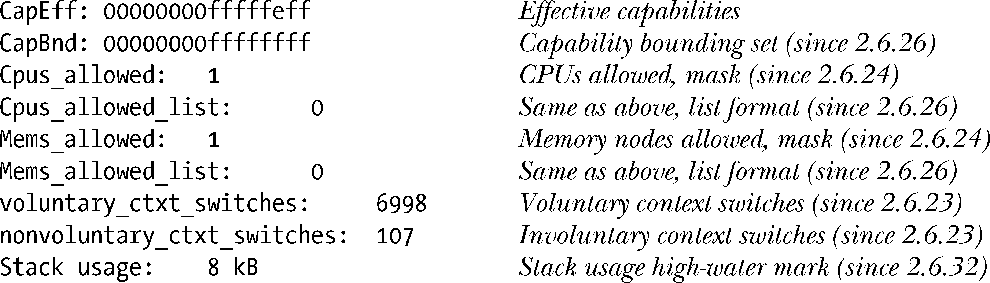 CapEff: 00000000fffffeff Effective capabilities
CapBnd: 00000000ffffffff Capability bounding set (since 2.6.26)
Cpus_allowed: 1 CPUs allowed, mask (since 2.6.24)
Cpus_allowed_list: 0 Same as above, list format (since 2.6.26)
Mems_allowed: 1 Memory nodes allowed, mask (since 2.6.24)
Mems_allowed_list: 0 Same as above, list format (since 2.6.26)
voluntary_ctxt_switches: 6998 Voluntary context switches (since 2.6.23)
nonvoluntary_ctxt_switches: 107 Involuntary context switches (since 2.6.23)
Stack usage: 8 kB Stack usage high-water mark (since 2.6.32)